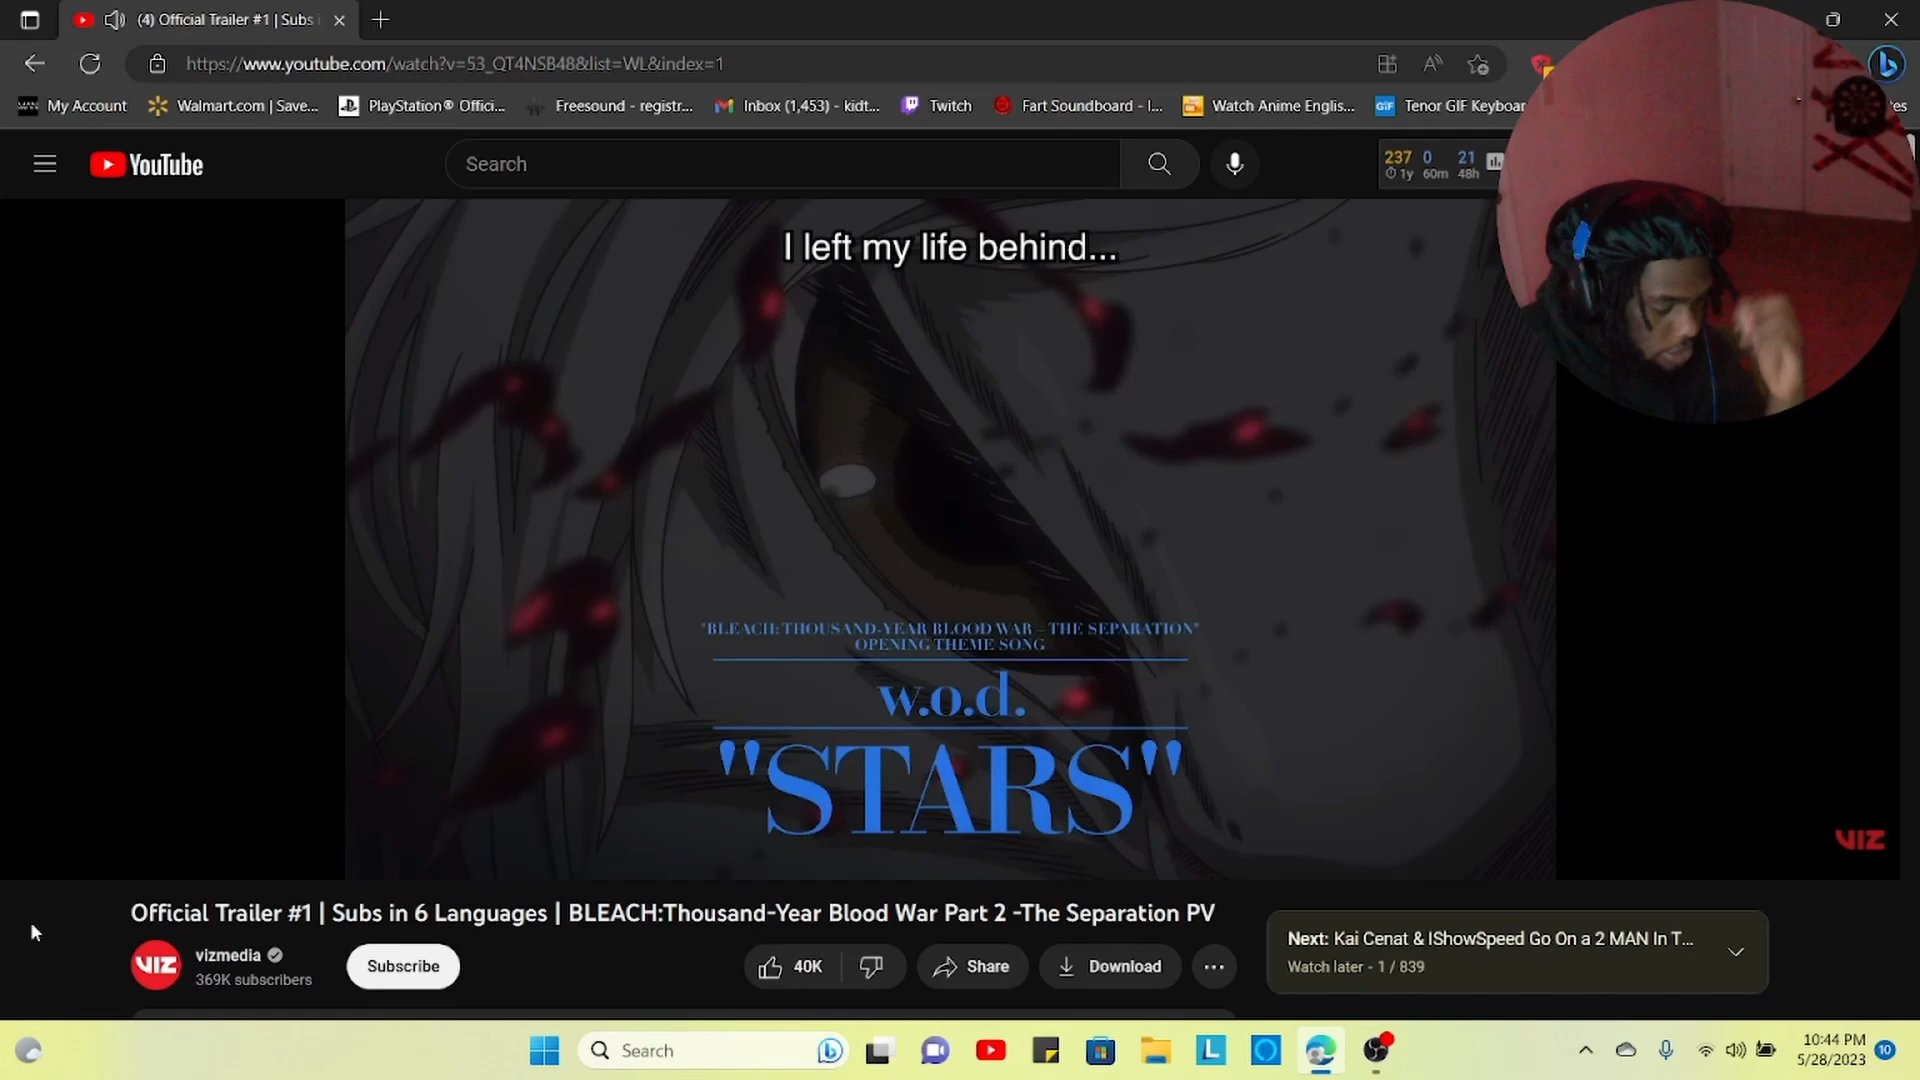 (4) Official Trailer #1 | Subs i
https://www.youtube.com/watch?v=53_QT4NSB48&list=WL&index=1
My Account
Walmart.com | Save...
PlayStation® Offici...
Freesound - registr...
Inbox (1,453) - kidt...
Twitch
Fart Soundboard - I...
Watch Anime Englis...
GIF
Tenor GIF Keyboar
es
YouTube
Search
237 0 21
1y 60m 48h
I left my life behind...
"BLEACH: THOUSAND-YEAR BLOOD WAR – THE SEPARATION"
OPENING THEME SONG
w.o.d.
"STARS"
VIZ
Official Trailer #1 | Subs in 6 Languages | BLEACH:Thousand-Year Blood War Part 2 -The Separation PV
VIZ
vizmedia
369K subscribers
Subscribe
40K
Share
Download
Next: Kai Cenat & IShowSpeed Go On a 2 MAN In T...
Watch later - 1 / 839
Search
L
10:44 PM
5/28/2023
10